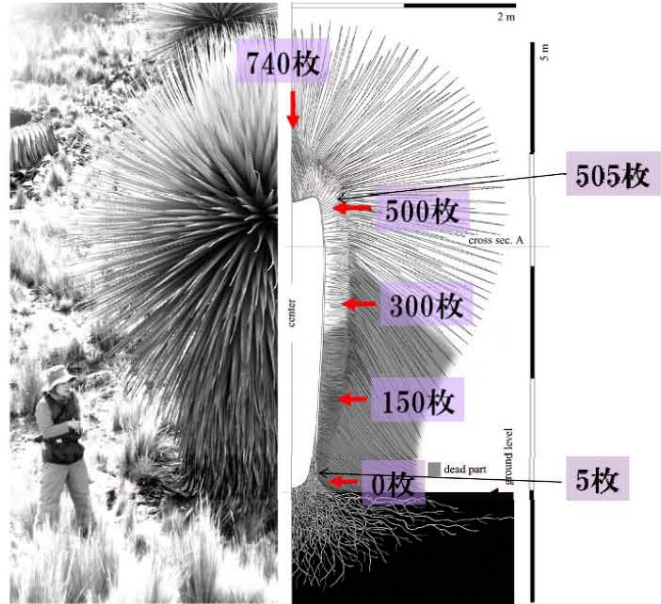 2 m
740枚
5 m
505枚
500枚
cross sec. A
300枚
center
150枚
ground level
dead part
0枚
5枚